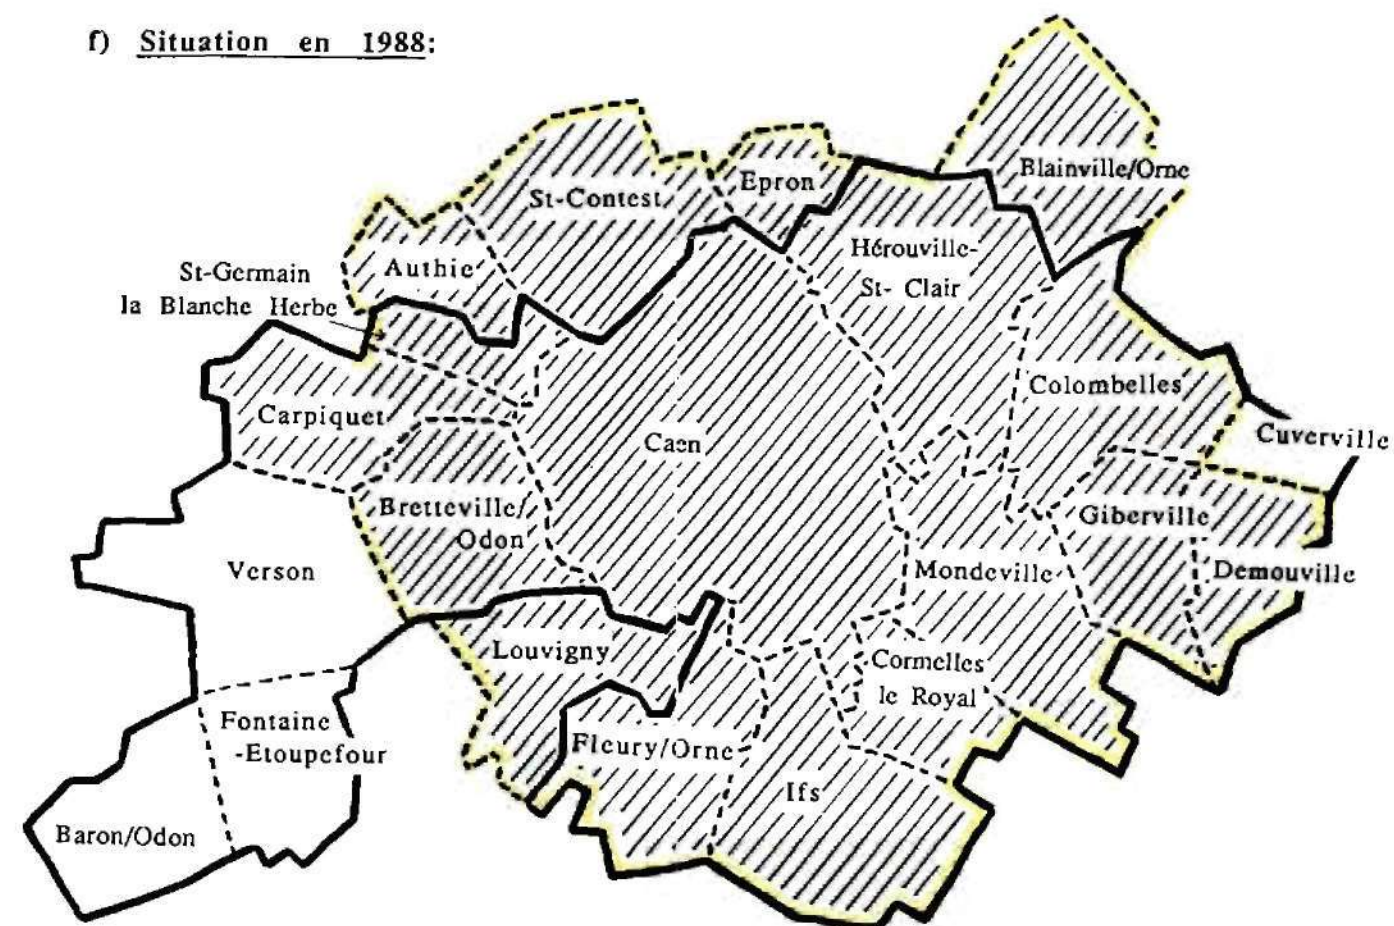 f) Situation en 1988:
Blainville/Orne
Epron
St-Contest
Hérouville-
St- Clair
Authie
St-Germain
la Blanche Herbe
Colombelles
Carpiquet
Cuverville
Caen
Bretteville/
Odon
Giberville
Verson
Mondeville
Demouville
Louvigny
Cormelles
le Royal
Fontaine
-Etoupefour
Fleury/Orne
Ifs
Baron/Odon